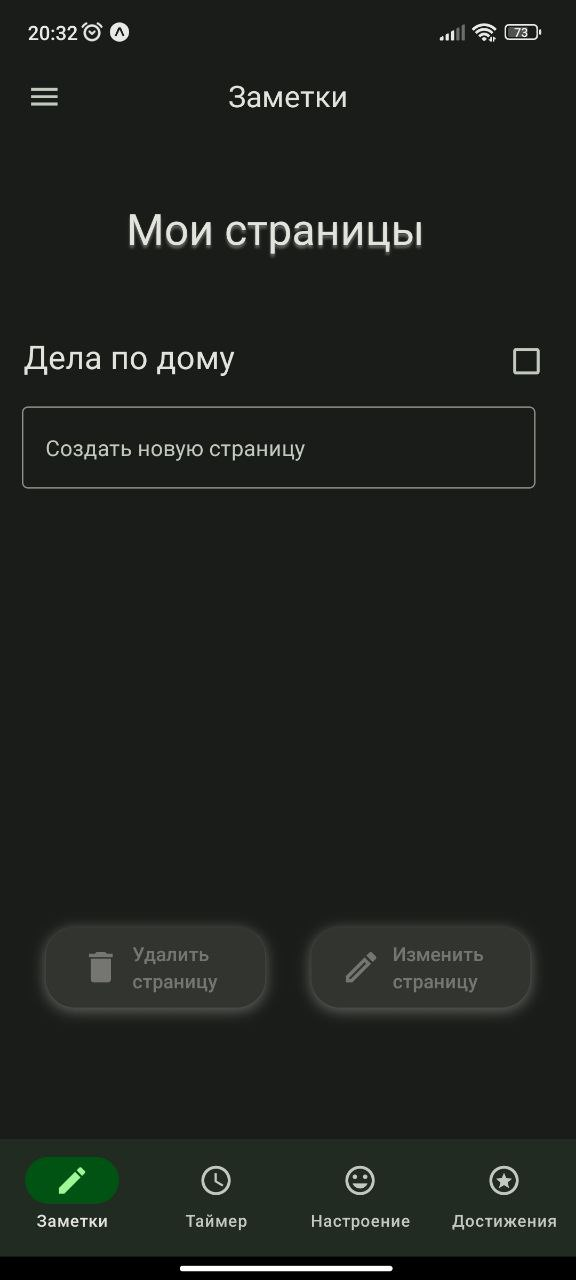 20:32 73
Заметки
Мои страницы
Дела по дому
Создать новую страницу
Удалить
страницу
Изменить
страницу
Заметки Таймер Настроение Достижения